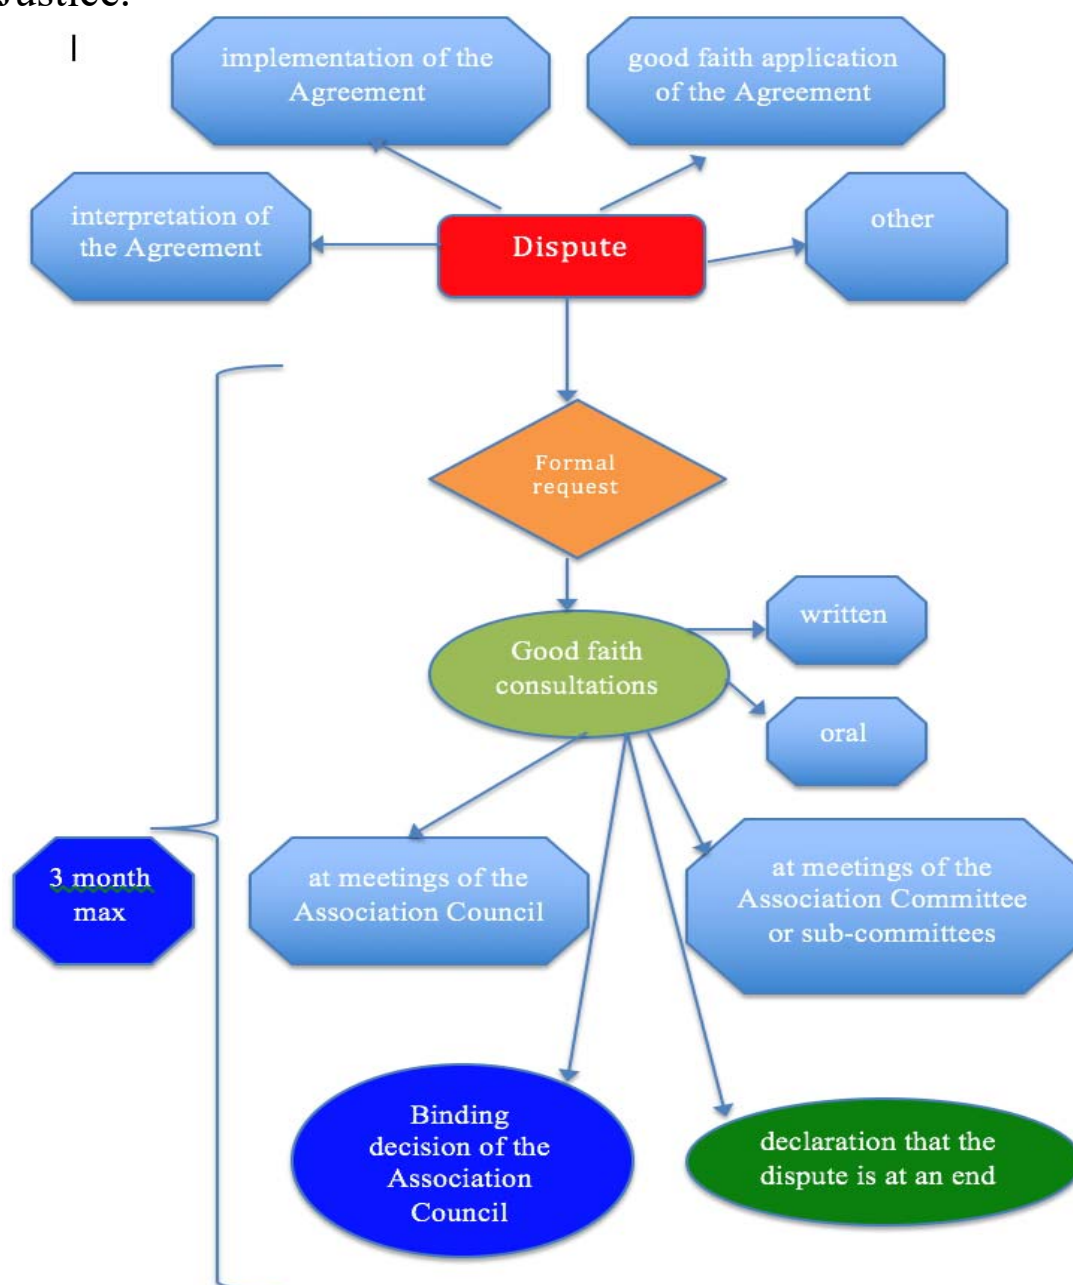 Justice.
implementation of the
Agreement
good faith application
of the Agreement
interpretation of
the Agreement
Dispute
other
Formal
request
Good faith
consultations
written
oral
3 month
max
at meetings of the
Association Council
at meetings of the
Association Committee
or sub-committees
Binding
decision of the
Association
Council
declaration that the
dispute is at an end